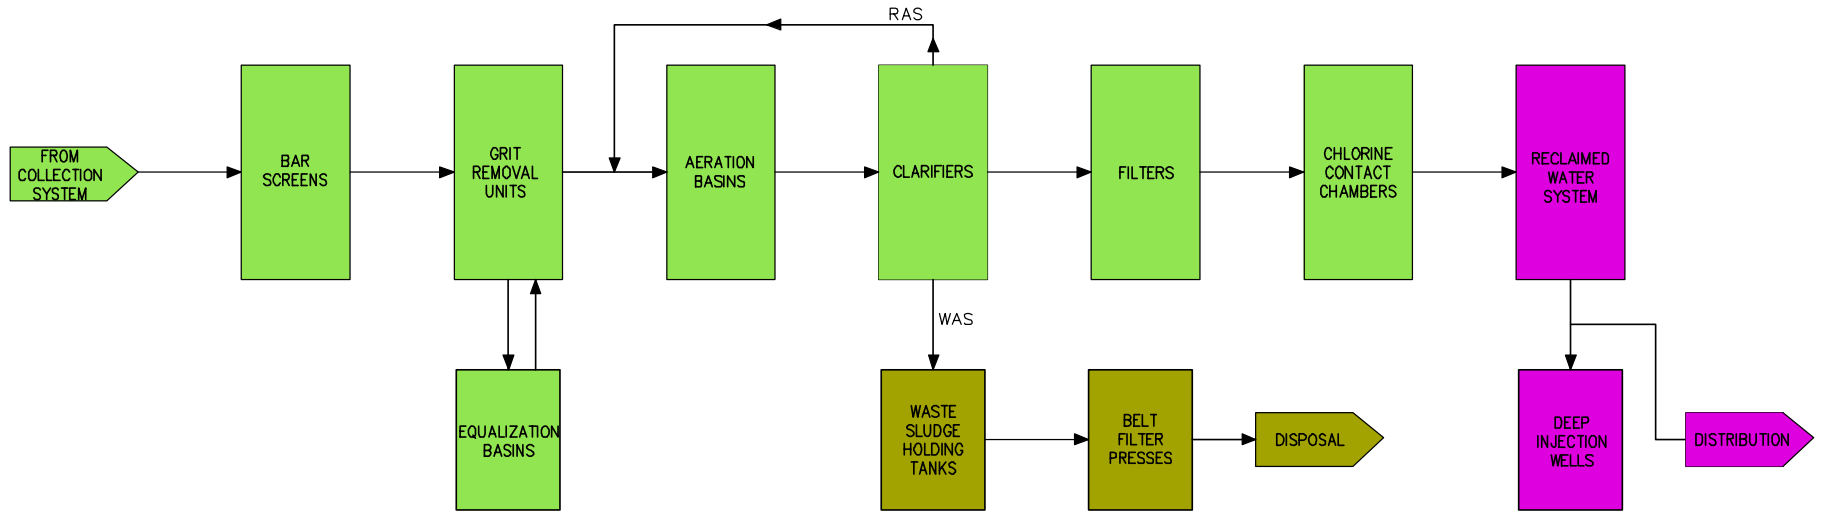 RAS
FROM
COLLECTION
SYSTEM
BAR
SCREENS
GRIT
REMOVAL
UNITS
AERATION
BASINS
CLARIFIERS
FILTERS
CHLORINE
CONTACT
CHAMBERS
RECLAIMED
WATER
SYSTEM
WAS
EQUALIZATION
BASINS
WASTE
SLUDGE
HOLDING
TANKS
BELT
FILTER
PRESSES
DISPOSAL
DEEP
INJECTION
WELLS
DISTRIBUTION